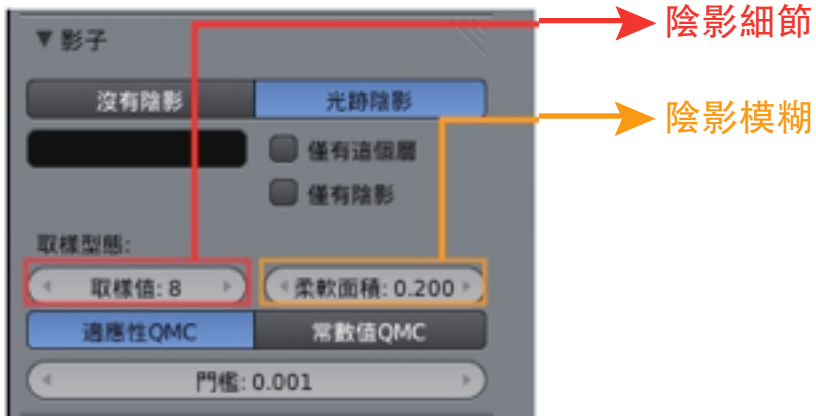 陰影細節
影子
沒有陰影 光跡陰影
陰影模糊
僅有這個層
僅有陰影
取樣型態:
取樣值: 8 柔軟面積: 0.200
適應性QMC 常數值QMC
門檻: 0.001